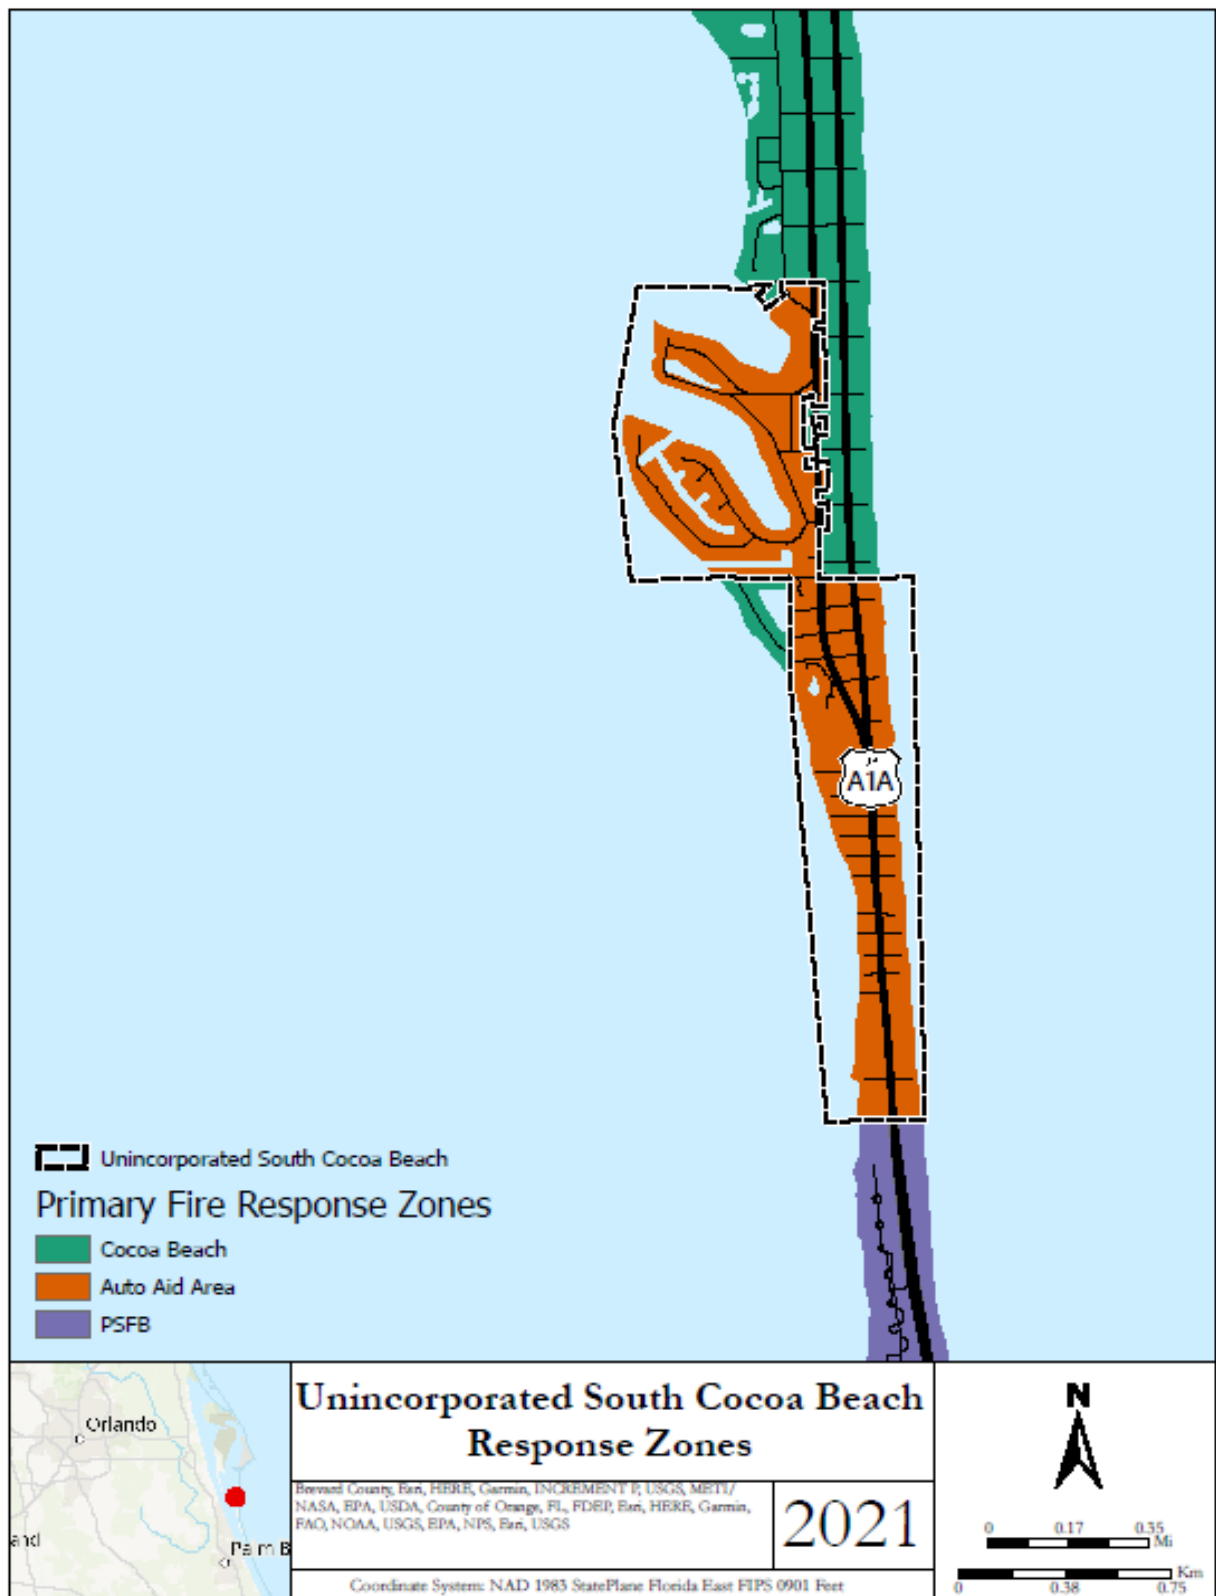 A1A
Unincorporated South Cocoa Beach
Primary Fire Response Zones
Cocoa Beach
Auto Aid Area
PSFB
Orlando
and
Palm B
Unincorporated South Cocoa Beach
Response Zones
Brevard County, Esri, HERE, Garmin, INCREMENT P, USGS, METI/
NASA, EPA, USDA, County of Orange, FL, FDEP, Esri, HERE, Garmin,
FAO, NOAA, USGS, EPA, NPS, Esri, USGS
2021
Coordinate System: NAD 1983 StatePlane Florida East FIPS 0901 Feet
N
0 0.17 0.35
Mi
Km
0 0.38 0.75